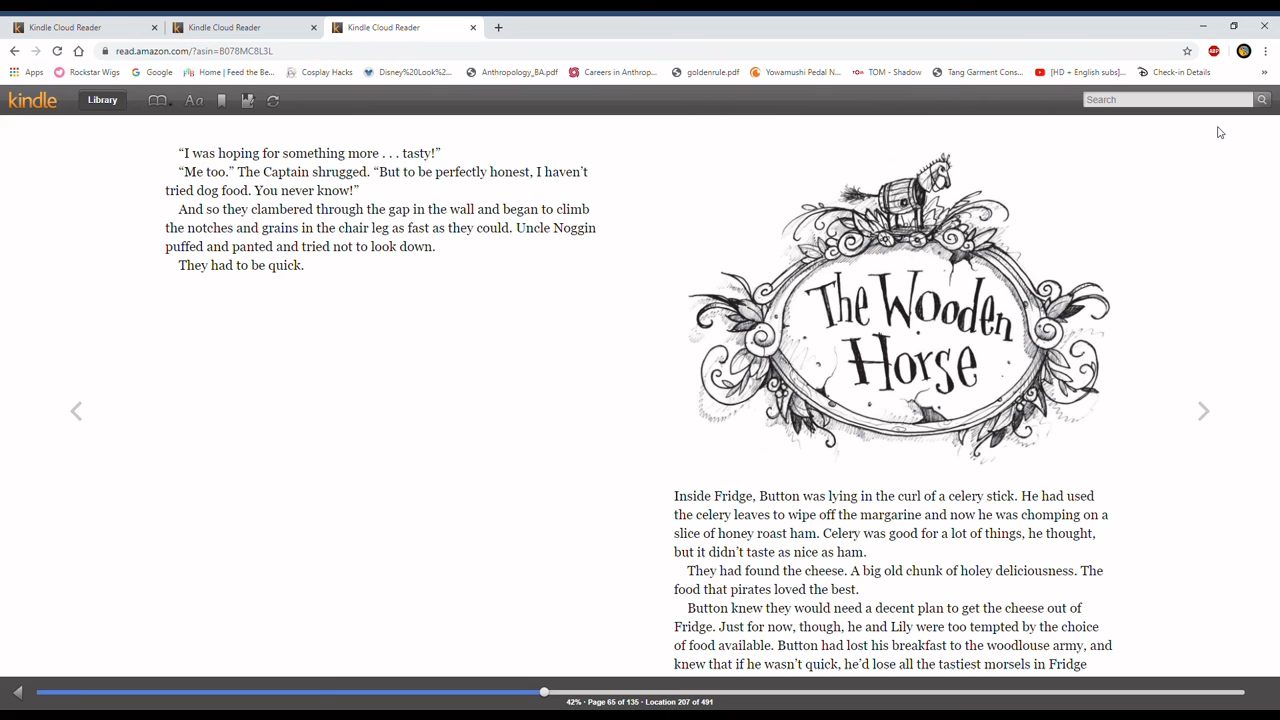 Kindle Cloud Reader
Kindle Cloud Reader
Kindle Cloud Reader
read.amazon.com/?asin=B078MC8L3L
Apps
Rockstar Wigs
Google
Home | Feed the Be...
Cosplay Hacks
Disney%20Look%2...
Anthropology_BA.pdf
Careers in Anthrop...
goldenrule.pdf
Yowamushi Pedal N...
TOM - Shadow
Tang Garment Cons...
[HD + English subs]...
Check-in Details
»
kindle
Library
Aa
Search
“I was hoping for something more . . . tasty!”
“Me too.” The Captain shrugged. “But to be perfectly honest, I haven’t
tried dog food. You never know!”
And so they clambered through the gap in the wall and began to climb
the notches and grains in the chair leg as fast as they could. Uncle Noggin
puffed and panted and tried not to look down.
They had to be quick.
The Wooden
Horse
Inside Fridge, Button was lying in the curl of a celery stick. He had used
the celery leaves to wipe off the margarine and now he was chomping on a
slice of honey roast ham. Celery was good for a lot of things, he thought,
but it didn’t taste as nice as ham.
They had found the cheese. A big old chunk of holey deliciousness. The
food that pirates loved the best.
Button knew they would need a decent plan to get the cheese out of
Fridge. Just for now, though, he and Lily were too tempted by the choice
of food available. Button had lost his breakfast to the woodlouse army, and
knew that if he wasn’t quick, he’d lose all the tastiest morsels in Fridge
42% · Page 65 of 135 · Location 207 of 491